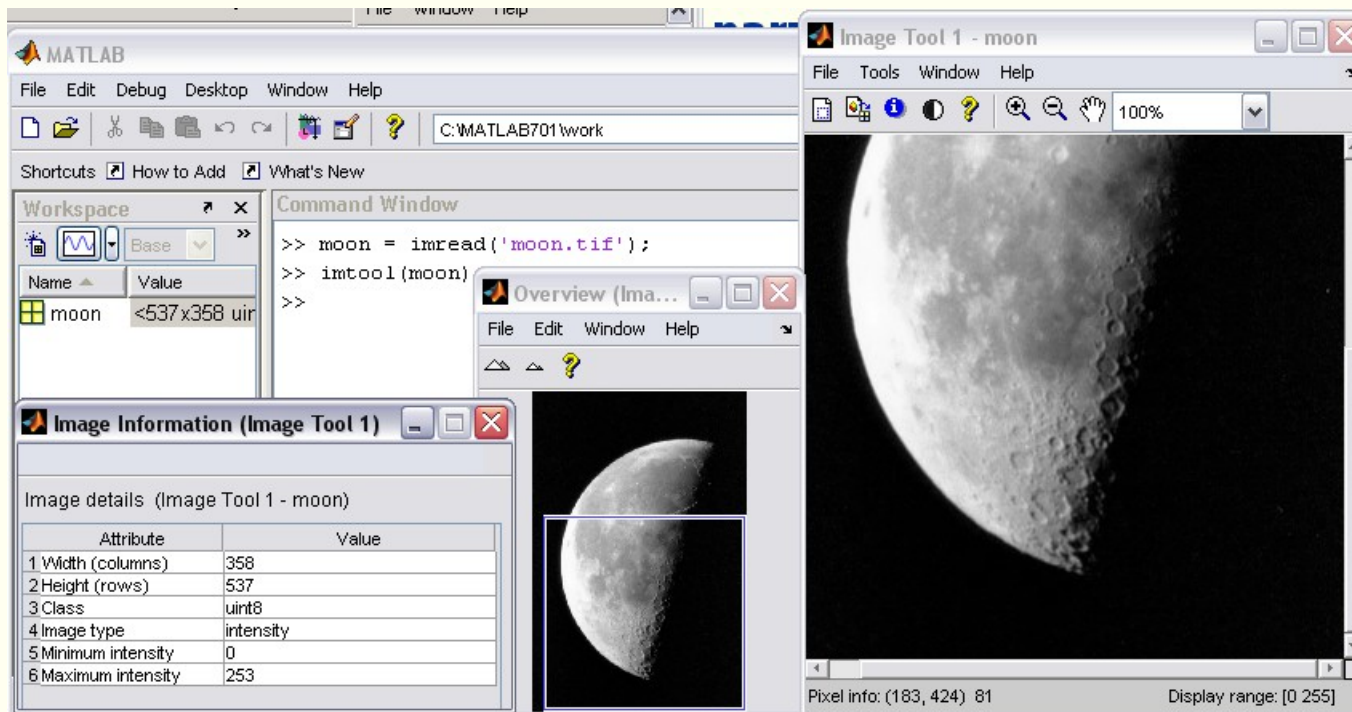 File Window Help
MATLAB
File Edit Debug Desktop Window Help
C:\MATLAB701\work
Shortcuts How to Add What's New
Workspace
Base
Name Value
moon <537x358 uir
Command Window
>> moon = imread('moon.tif');
>> imtool(moon)
>>
Overview (Ima...
File Edit Window Help
Image Information (Image Tool 1)
Image details (Image Tool 1 - moon)
Attribute Value
1 Width (columns) 358
2 Height (rows) 537
3 Class uint8
4 Image type intensity
5 Minimum intensity 0
6 Maximum intensity 253
Image Tool 1 - moon
File Tools Window Help
100%
Pixel info: (183, 424) 81
Display range: [0 255]